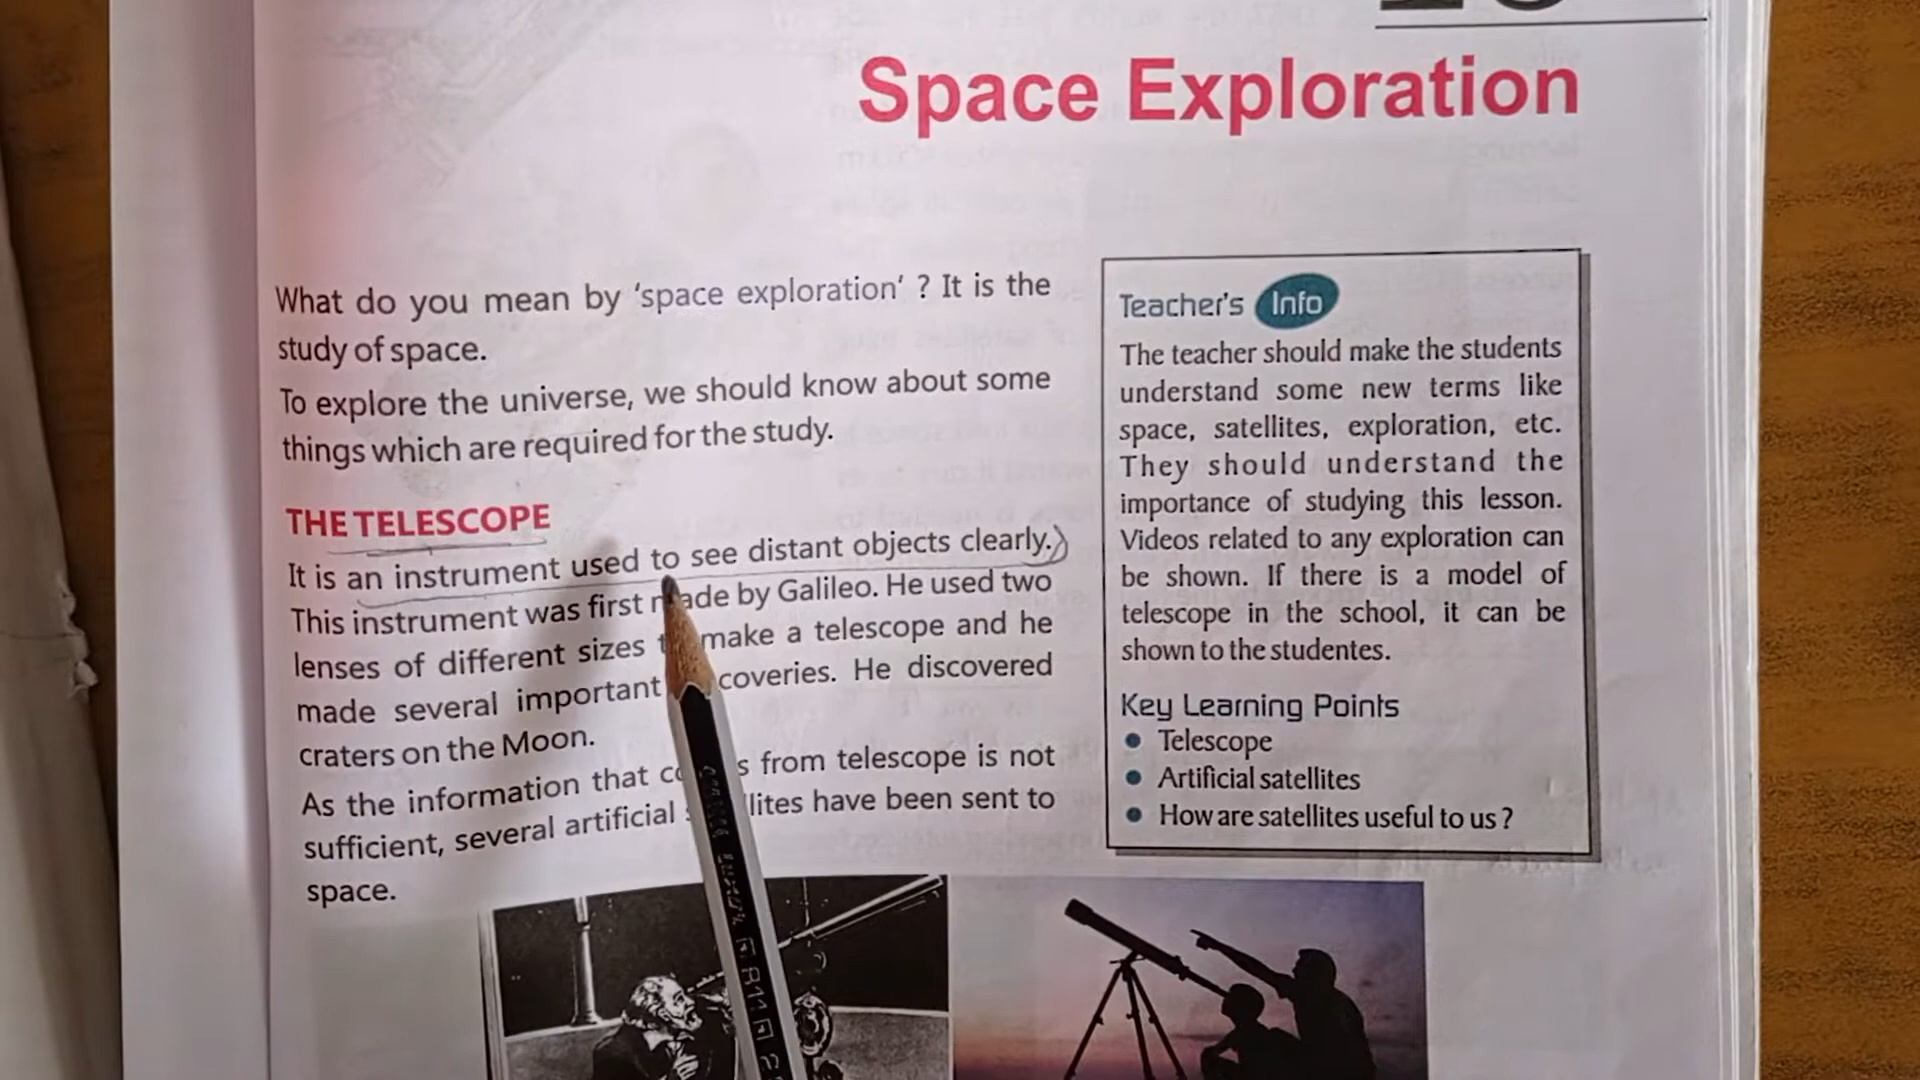 Space Exploration
What do you mean by ‘space exploration’ ? It is the
study of space.
To explore the universe, we should know about some
things which are required for the study.
THE TELESCOPE
It is an instrument used to see distant objects clearly.)
This instrument was first made by Galileo. He used two
lenses of different sizes make a telescope and he
made several important coveries. He discovered
craters on the Moon.
As the information that from telescope is not
sufficient, several artificial have been sent to
space.
Teacher's Info
The teacher should make the students
understand some new terms like
space, satellites, exploration, etc.
They should understand the
importance of studying this lesson.
Videos related to any exploration can
be shown. If there is a model of
telescope in the school, it can be
shown to the studentes.
Key Learning Points
● Telescope
● Artificial satellites
● How are satellites useful to us ?